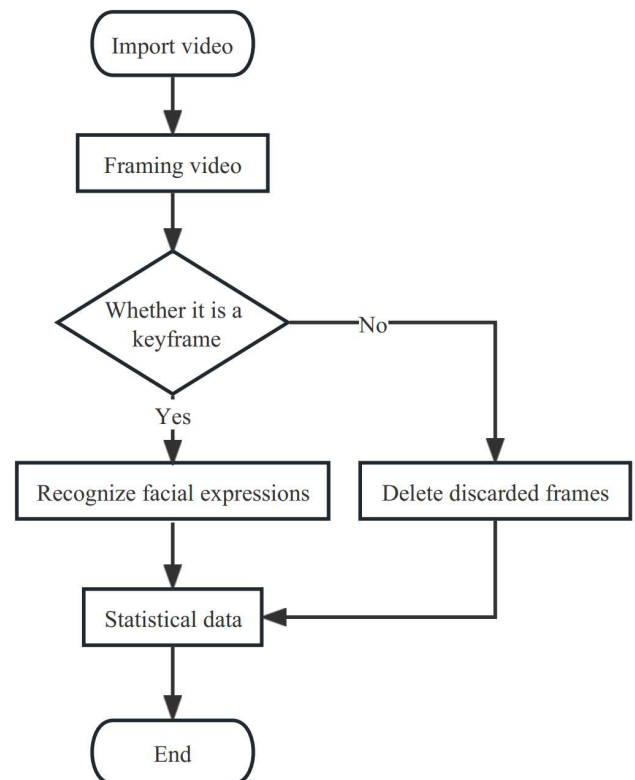 Import video
Framing video
Whether it is a
keyframe
No
Yes
Recognize facial expressions
Delete discarded frames
Statistical data
End